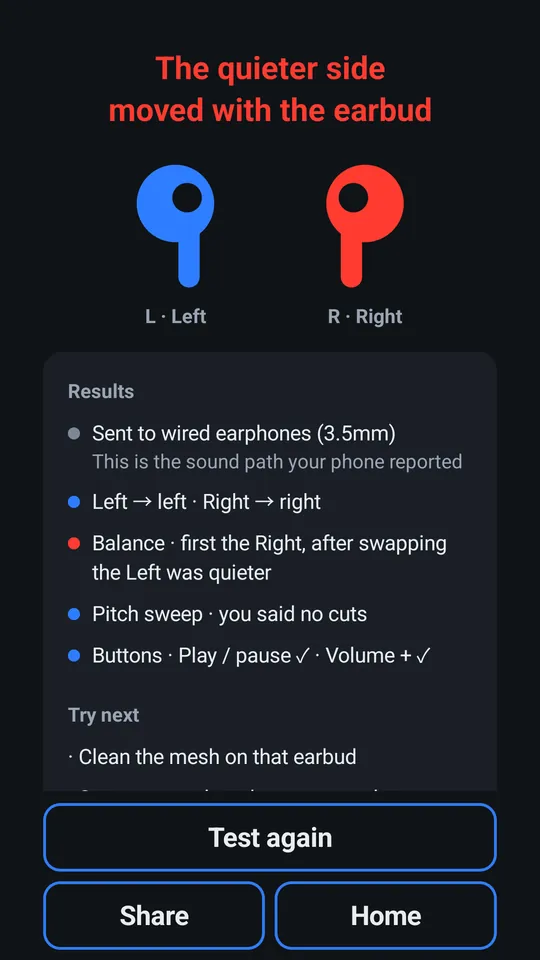 The quieter side
moved with the earbud
L · Left
R · Right
Results
Sent to wired earphones (3.5mm)
This is the sound path your phone reported
Left → left · Right → right
Balance · first the Right, after swapping
the Left was quieter
Pitch sweep · you said no cuts
Buttons · Play / pause ✓ · Volume + ✓
Try next
· Clean the mesh on that earbud
Test again
Share
Home